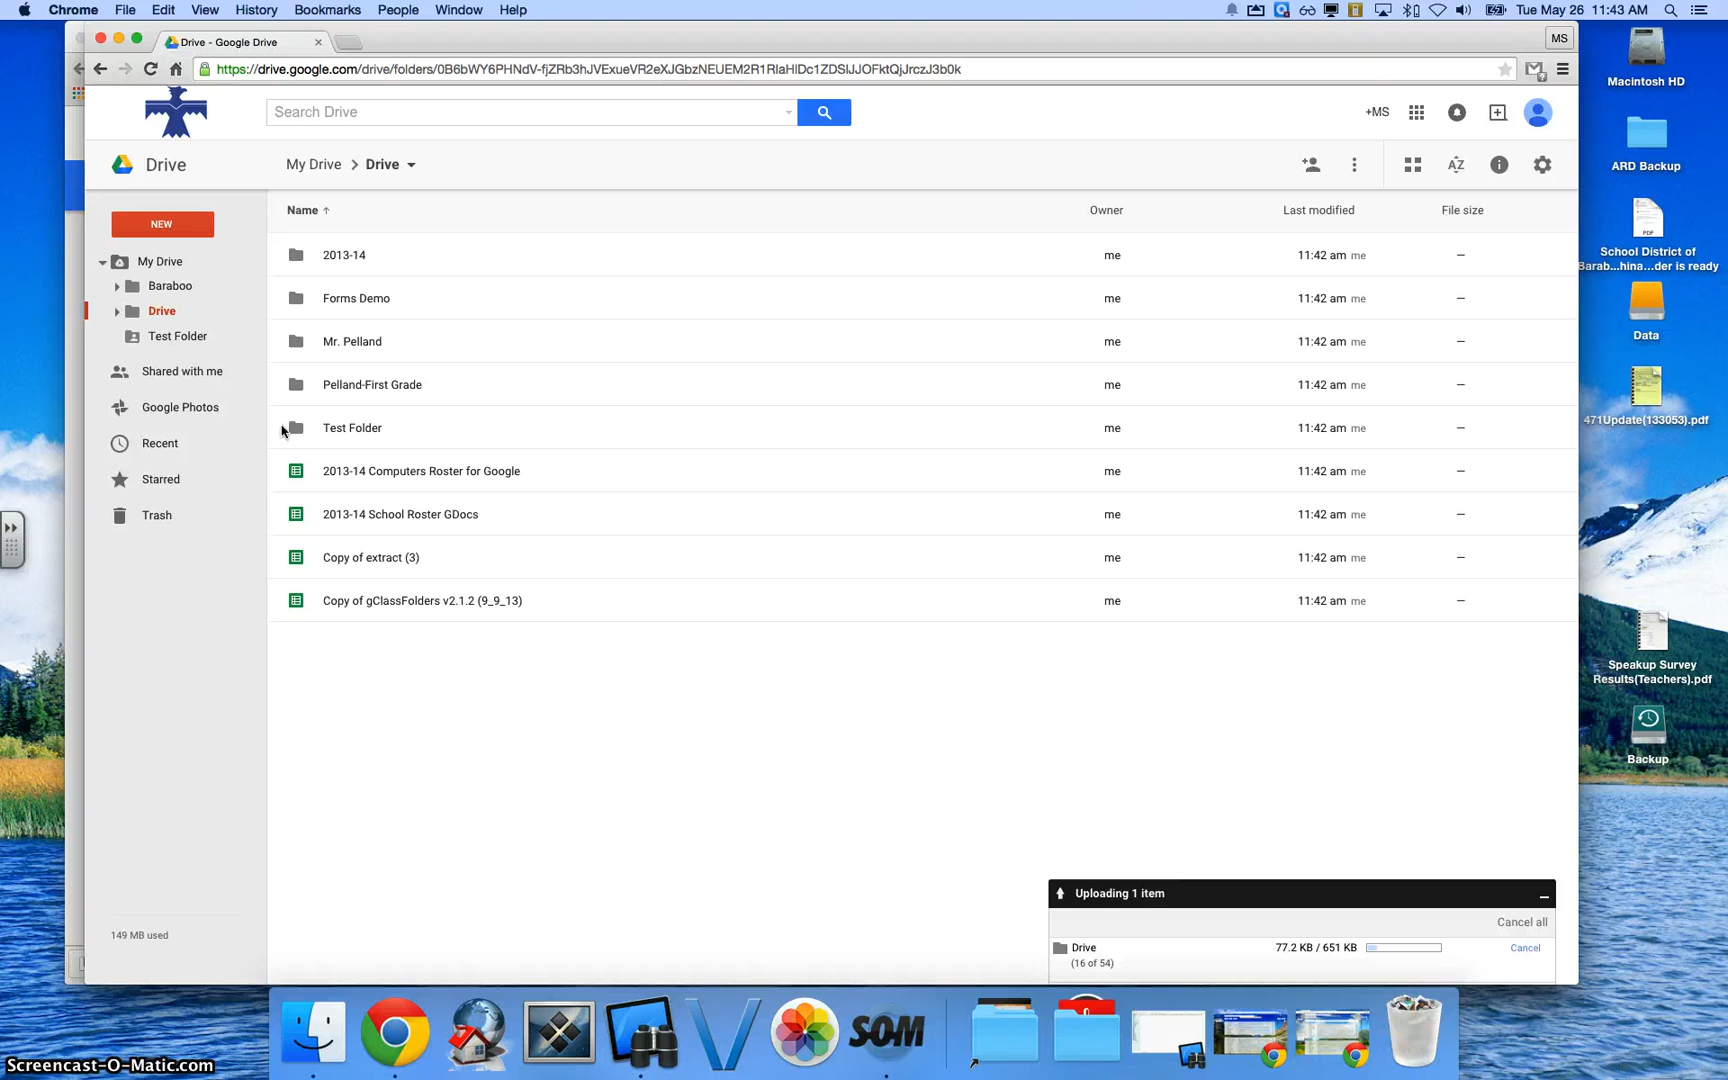 Chrome File Edit View History Bookmarks People Window Help
Tue May 26 11:43 AM
Drive - Google Drive
MS
https://drive.google.com/drive/folders/0B6bWY6PHNdV-fjZRb3hJVExueVR2eXJGbzNEUEM2R1RlaHlDc1ZDSlJJOFktQjJrczJ3b0k
Search Drive
+MS
Drive
My Drive > Drive
NEW
My Drive
Baraboo
Drive
Test Folder
Shared with me
Google Photos
Recent
Starred
Trash
149 MB used
Name Owner Last modified File size
2013-14 me 11:42 am me —
Forms Demo me 11:42 am me —
Mr. Pelland me 11:42 am me —
Pelland-First Grade me 11:42 am me —
Test Folder me 11:42 am me —
2013-14 Computers Roster for Google me 11:42 am me —
2013-14 School Roster GDocs me 11:42 am me —
Copy of extract (3) me 11:42 am me —
Copy of gClassFolders v2.1.2 (9_9_13) me 11:42 am me —
Uploading 1 item
Cancel all
Drive 77.2 KB / 651 KB Cancel
(16 of 54)
Macintosh HD
ARD Backup
PDF
School District of
Barab...hina...der is ready
Data
471Update(133053).pdf
Speakup Survey
Results(Teachers).pdf
Backup
SOM
Screencast-O-Matic.com